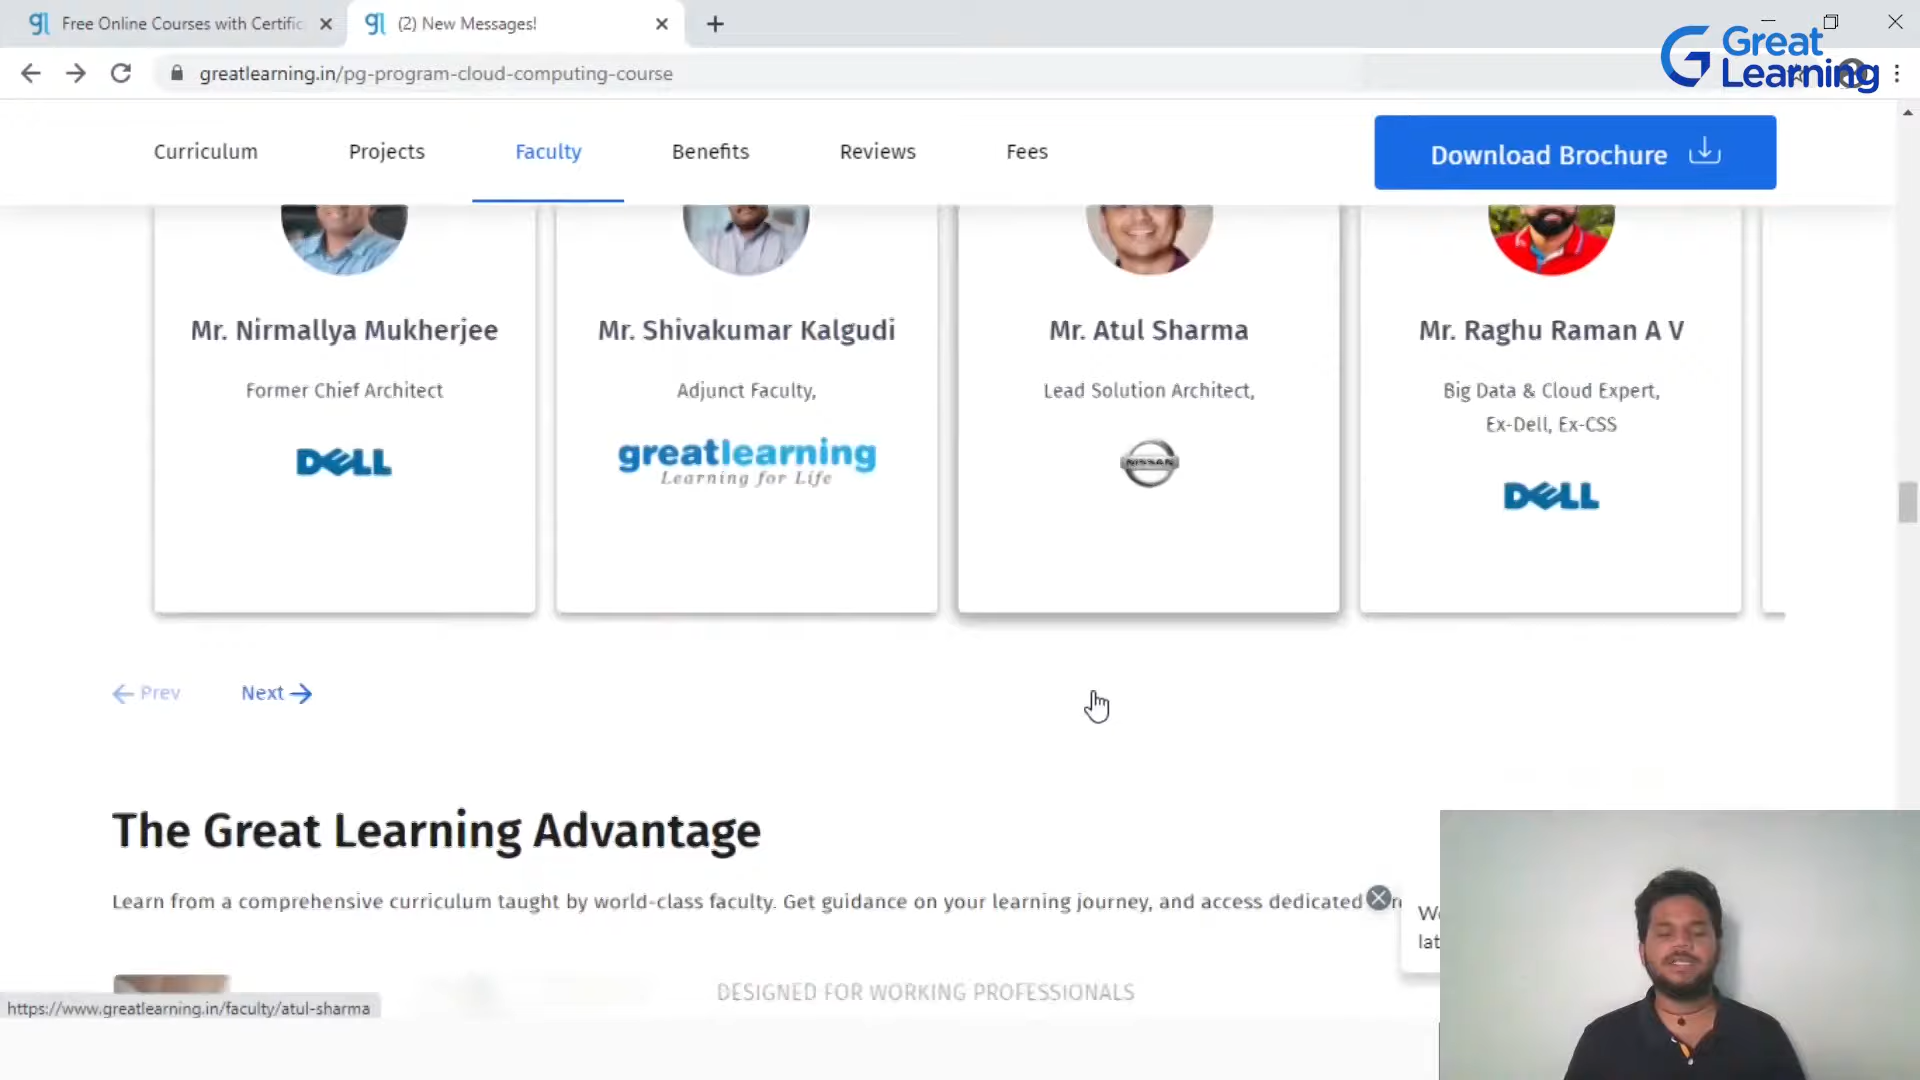 Free Online Courses with Certific
(2) New Messages!
greatlearning.in/pg-program-cloud-computing-course
Great
Learning
Curriculum
Projects
Faculty
Benefits
Reviews
Fees
Download Brochure
Mr. Nirmallya Mukherjee
Former Chief Architect
DELL
Mr. Shivakumar Kalgudi
Adjunct Faculty,
greatlearning
Learning for Life
Mr. Atul Sharma
Lead Solution Architect,
NISSAN
Mr. Raghu Raman A V
Big Data & Cloud Expert,
Ex-Dell, Ex-CSS
DELL
Prev
Next
The Great Learning Advantage
Learn from a comprehensive curriculum taught by world-class faculty. Get guidance on your learning journey, and access dedicated
lat
DESIGNED FOR WORKING PROFESSIONALS
https://www.greatlearning.in/faculty/atul-sharma